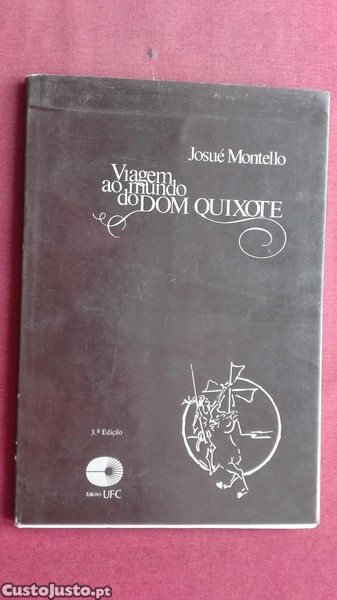 Josué Montello
Viagem
ao mundo
do DOM QUIXOTE
3.ª Edição
Edições UFC
CustoJusto.pt